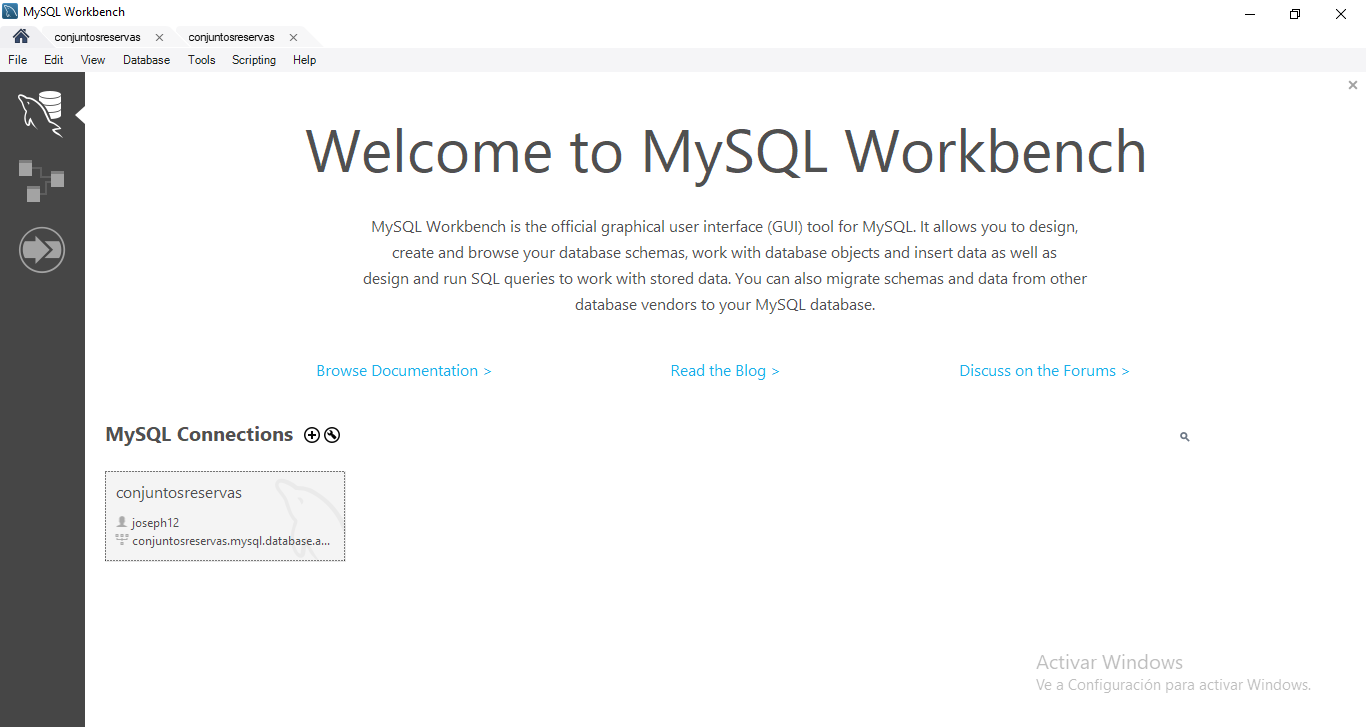 MySQL Workbench
conjuntosreservas
conjuntosreservas
File Edit View Database Tools Scripting Help
Welcome to MySQL Workbench
MySQL Workbench is the official graphical user interface (GUI) tool for MySQL. It allows you to design,
create and browse your database schemas, work with database objects and insert data as well as
design and run SQL queries to work with stored data. You can also migrate schemas and data from other
database vendors to your MySQL database.
Browse Documentation >
Read the Blog >
Discuss on the Forums >
MySQL Connections
conjuntosreservas
joseph12
conjuntosreservas.mysql.database.a...
Activar Windows
Ve a Configuración para activar Windows.